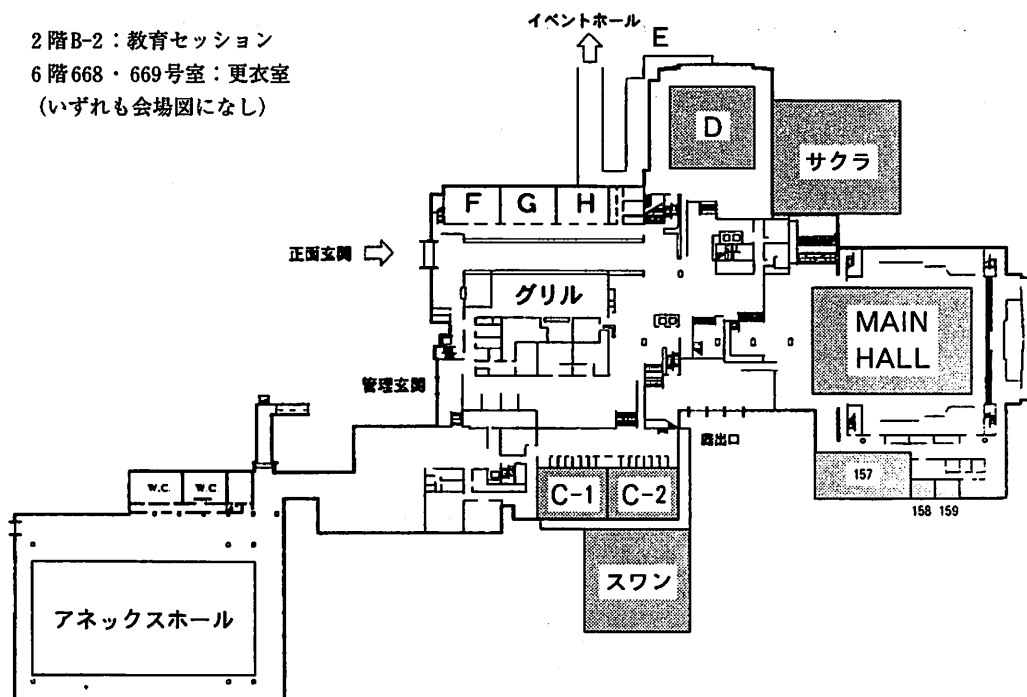 イベントホール
2階B-2:教育セッション
6階668・669号室:更衣室
(いずれも会場図になし)
E
D
サクラ
F G H
正面玄関
グリル
MAIN
HALL
管理玄関
露出口
157
W.C. W.C.
C-1 C-2
158 159
スワン
アネックスホール